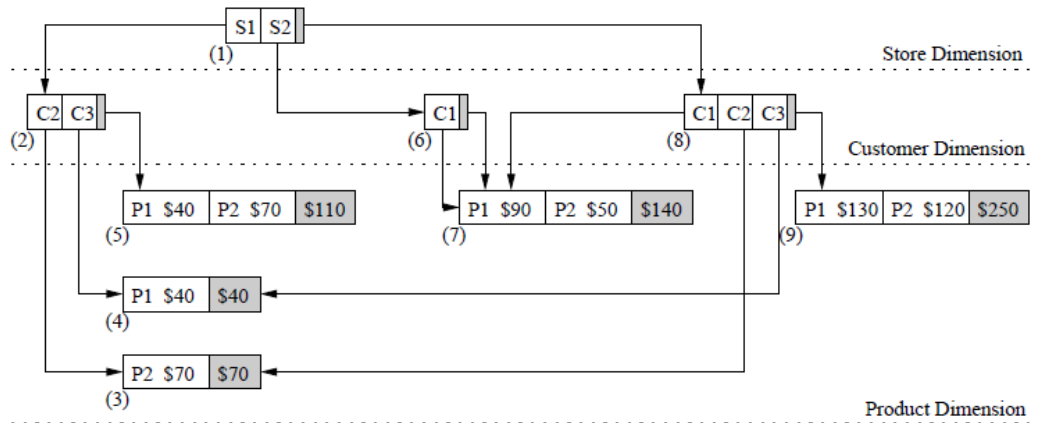 S1 S2
(1)
Store Dimension
C2 C3
C1
C1 C2 C3
(2)
(6)
(8)
Customer Dimension
P1 $40 P2 $70 $110
P1 $90 P2 $50 $140
P1 $130 P2 $120 $250
(5)
(7)
(9)
P1 $40 $40
(4)
P2 $70 $70
(3)
Product Dimension